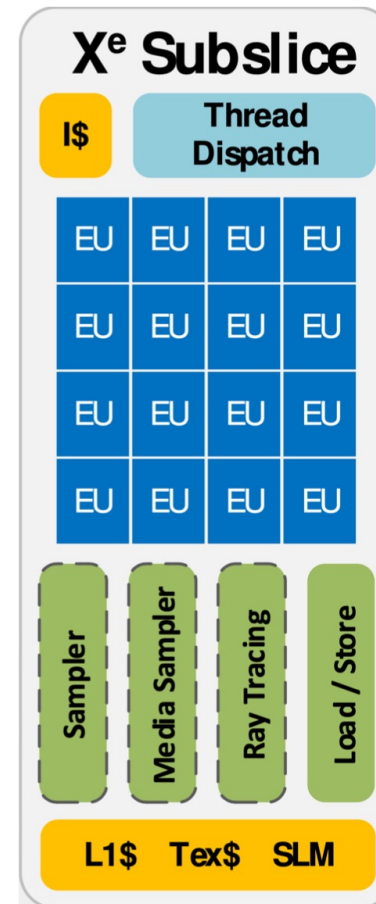 Xᵉ Subslice
I$
Thread
Dispatch
EU EU EU EU
EU EU EU EU
EU EU EU EU
EU EU EU EU
Sampler
Media Sampler
Ray Tracing
Load / Store
L1$ Tex$ SLM